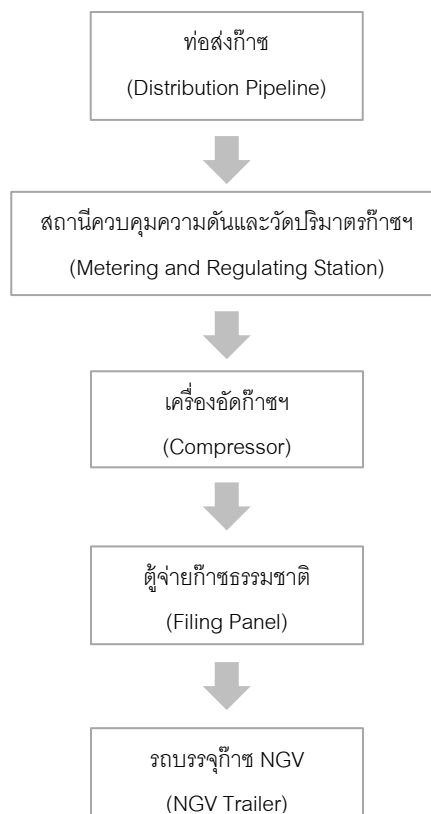 ท่อส่งก๊าซ
(Distribution Pipeline)
สถานีควบคุมความดันและวัดปริมาตรก๊าซฯ
(Metering and Regulating Station)
เครื่องอัดก๊าซฯ
(Compressor)
ตู้จ่ายก๊าซธรรมชาติ
(Filing Panel)
รถบรรจุก๊าซ NGV
(NGV Trailer)